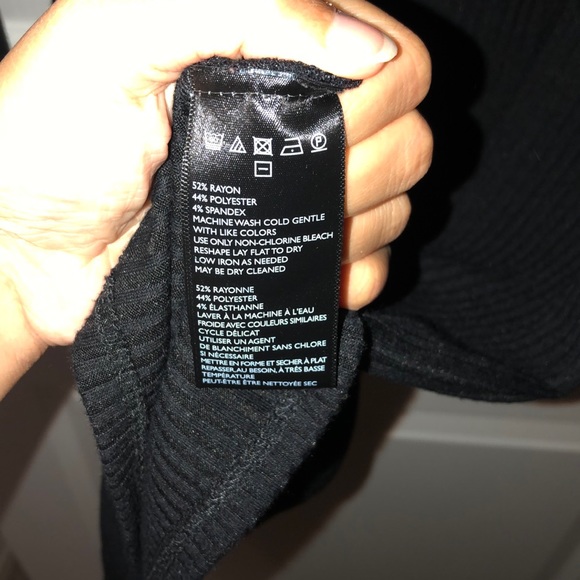 52% RAYON
44% POLYESTER
4% SPANDEX
MACHINE WASH COLD GENTLE
WITH LIKE COLORS
USE ONLY NON-CHLORINE BLEACH
RESHAPE LAY FLAT TO DRY
LOW IRON AS NEEDED
MAY BE DRY CLEANED
52% RAYONNE
44% POLYESTER
4% ÉLASTHANNE
LAVER À LA MACHINE À L'EAU
FROIDE AVEC COULEURS SIMILAIRES
CYCLE DÉLICAT
UTILISER UN AGENT
DE BLANCHIMENT SANS CHLORE
SI NÉCESSAIRE
METTRE EN FORME ET SÉCHER À PLAT
REPASSER, AU BESOIN, À TRÈS BASSE
TEMPÉRATURE
PEUT-ÊTRE ÊTRE NETTOYÉE SEC